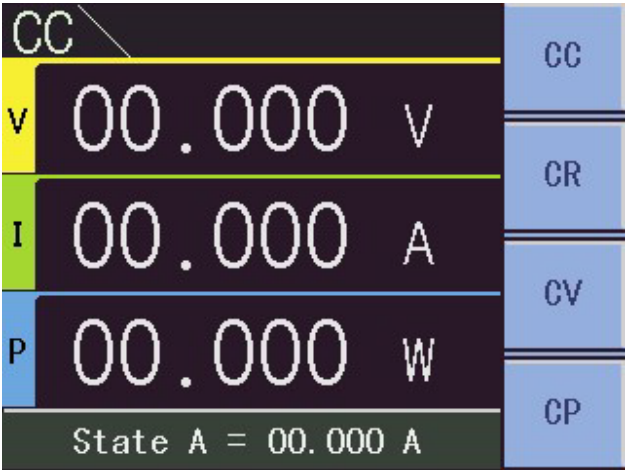 CC
V 00.000 V
I 00.000 A
P 00.000 W
State A = 00.000 A
CC
CR
CV
CP